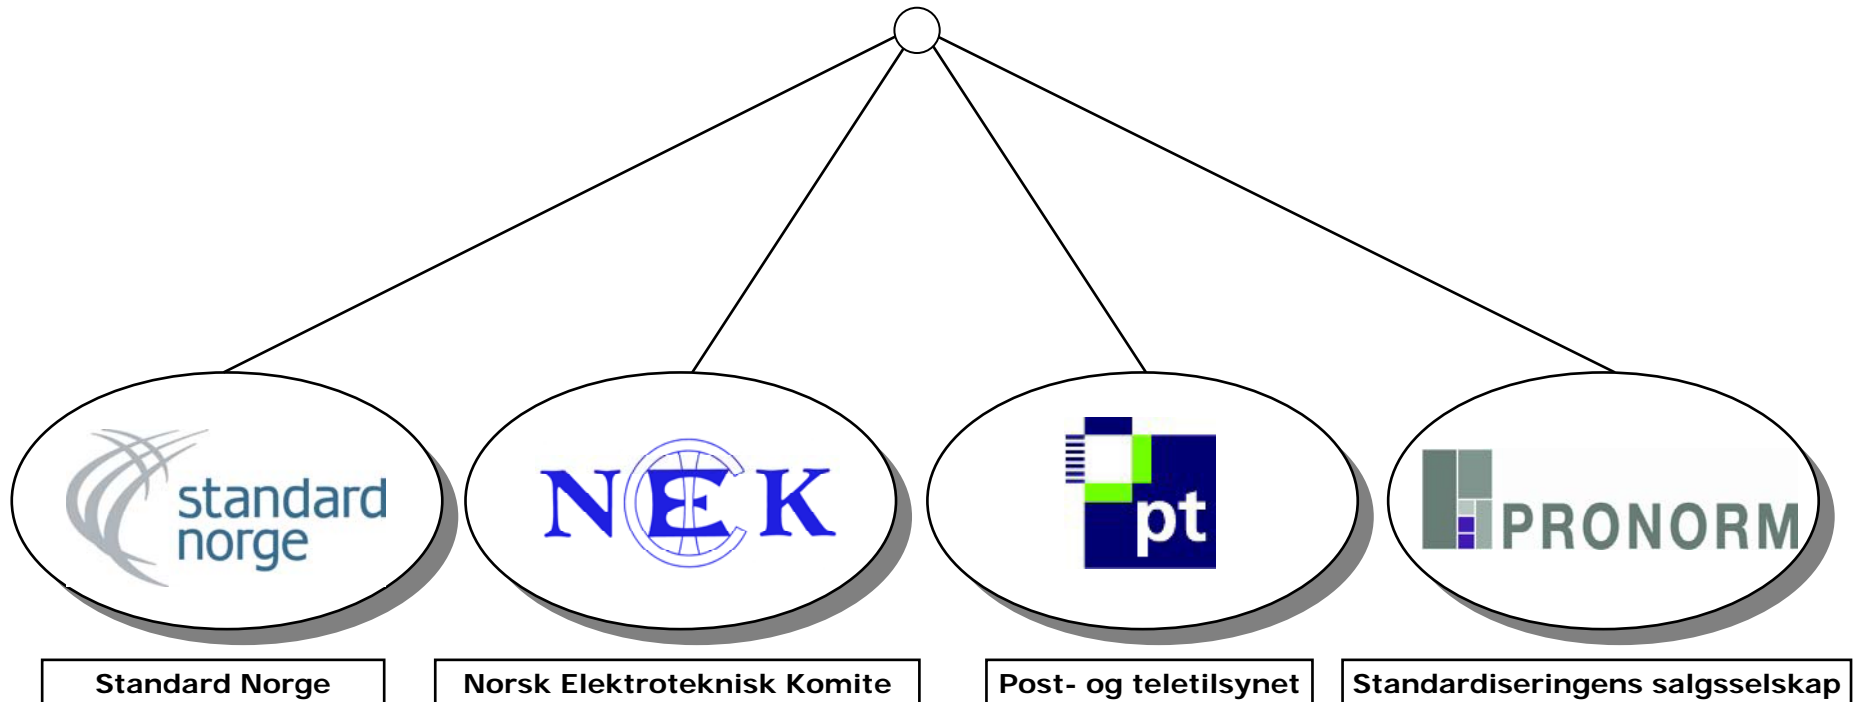 standard
norge
NEK
pt
PRONORM
Standard Norge
Norsk Elektroteknisk Komite
Post- og teletilsynet
Standardiseringens salgsselskap